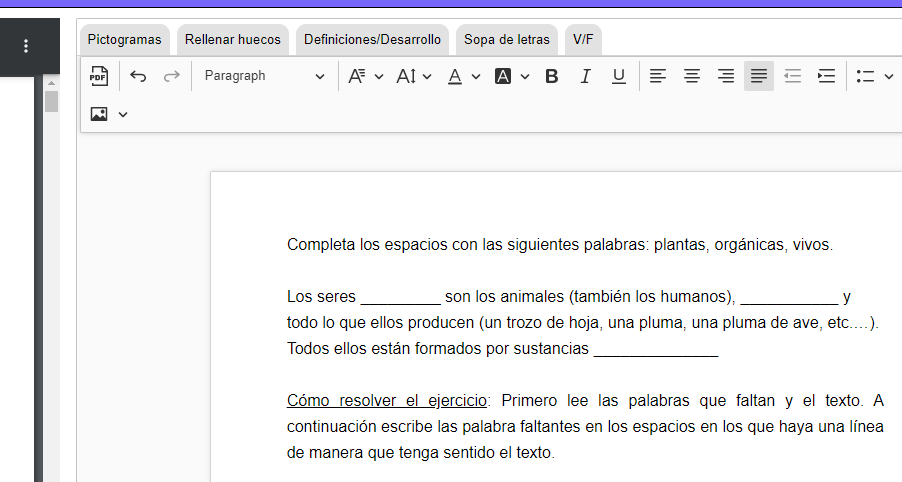 Pictogramas Rellenar huecos Definiciones/Desarrollo Sopa de letras V/F
PDF Paragraph A A A A B I U
Completa los espacios con las siguientes palabras: plantas, orgánicas, vivos.
Los seres _________ son los animales (también los humanos), ___________ y
todo lo que ellos producen (un trozo de hoja, una pluma, una pluma de ave, etc.…).
Todos ellos están formados por sustancias ______________
Cómo resolver el ejercicio: Primero lee las palabras que faltan y el texto. A
continuación escribe las palabra faltantes en los espacios en los que haya una línea
de manera que tenga sentido el texto.